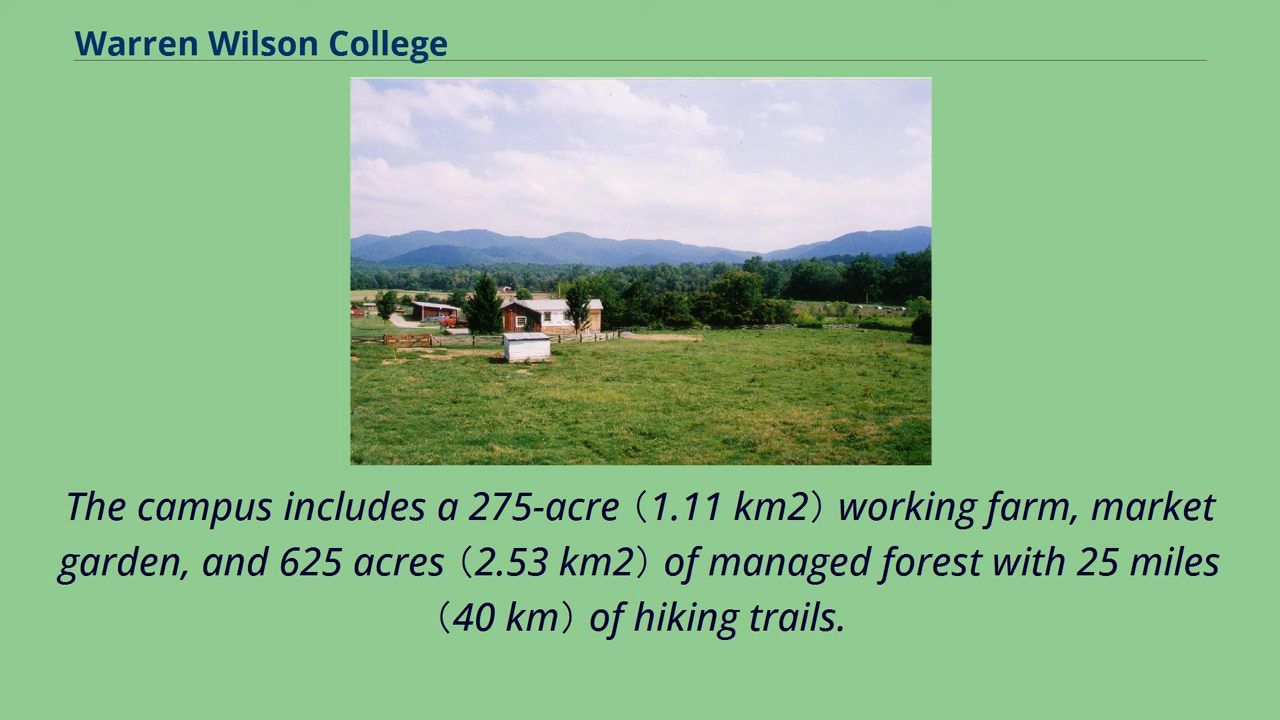 Warren Wilson College
The campus includes a 275-acre（1.11 km2）working farm, market
garden, and 625 acres（2.53 km2）of managed forest with 25 miles
（40 km）of hiking trails.